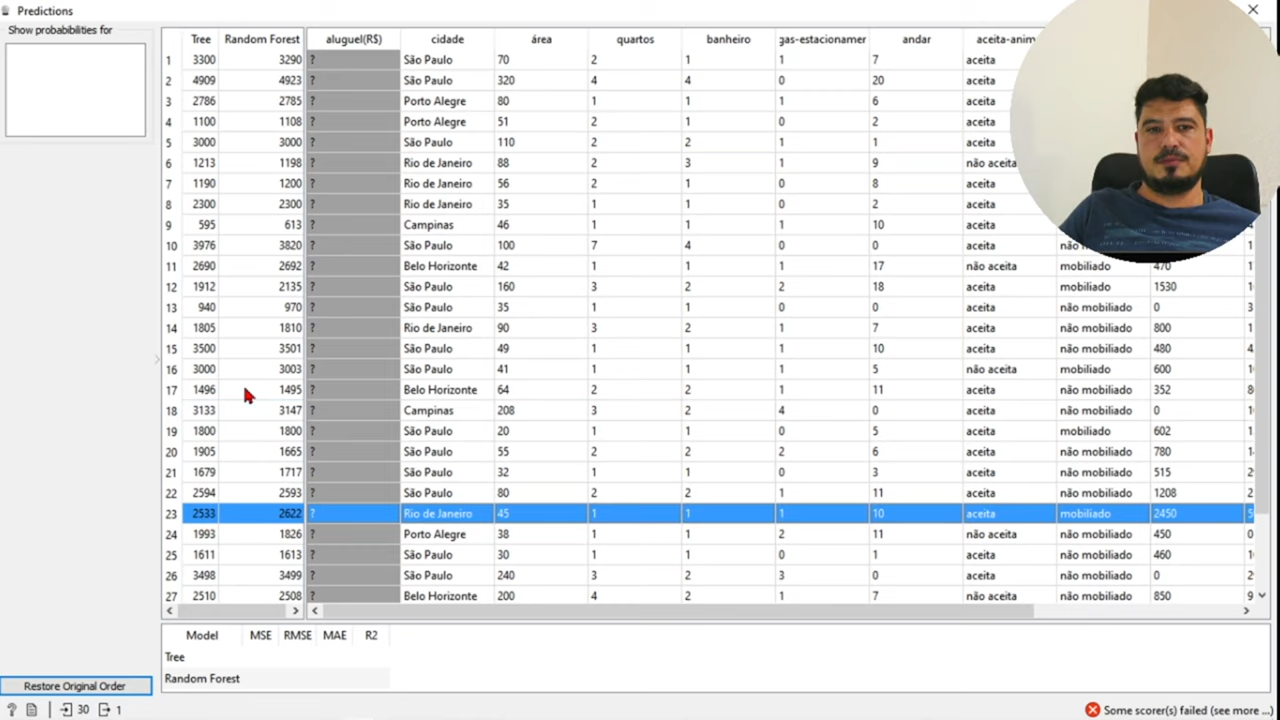 Predictions
Show probabilities for
Tree Random Forest aluguel(R$) cidade área quartos banheiro gas-estacionamer andar aceita-anim
1 3300 3290 ? São Paulo 70 2 1 1 7 aceita
2 4909 4923 ? São Paulo 320 4 4 0 20 aceita
3 2786 2785 ? Porto Alegre 80 1 1 1 6 aceita
4 1100 1108 ? Porto Alegre 51 2 1 0 2 aceita
5 3000 3000 ? São Paulo 110 2 2 1 1 aceita
6 1213 1198 ? Rio de Janeiro 88 2 3 1 9 não aceita
7 1190 1200 ? Rio de Janeiro 56 2 1 0 8 aceita
8 2300 2300 ? Rio de Janeiro 35 1 1 0 2 aceita
9 595 613 ? Campinas 46 1 1 1 10 aceita
10 3976 3820 ? São Paulo 100 7 4 0 0 aceita não mo 1
11 2690 2692 ? Belo Horizonte 42 1 1 1 17 não aceita mobiliado 470 1
12 1912 2135 ? São Paulo 160 3 2 2 18 aceita mobiliado 1530 1
13 940 970 ? São Paulo 35 1 1 0 0 aceita não mobiliado 0 1
14 1805 1810 ? Rio de Janeiro 90 3 2 1 7 aceita não mobiliado 800 1
15 3500 3501 ? São Paulo 49 1 1 1 10 aceita não mobiliado 480 4
16 3000 3003 ? São Paulo 41 1 1 1 5 não aceita mobiliado 600 1
17 1496 1495 ? Belo Horizonte 64 2 2 1 11 aceita não mobiliado 352 8
18 3133 3147 ? Campinas 208 3 2 4 0 aceita não mobiliado 0 1
19 1800 1800 ? São Paulo 20 1 1 0 5 aceita mobiliado 602 1
20 1905 1665 ? São Paulo 55 2 2 2 6 aceita não mobiliado 780 1
21 1679 1717 ? São Paulo 32 1 1 0 3 aceita não mobiliado 515 2
22 2594 2593 ? São Paulo 80 2 2 1 11 aceita não mobiliado 1208 2
23 2533 2622 ? Rio de Janeiro 45 1 1 1 10 aceita mobiliado 2450 5
24 1993 1826 ? Porto Alegre 38 1 1 2 11 não aceita não mobiliado 450 0
25 1611 1613 ? São Paulo 30 1 1 0 1 aceita não mobiliado 460 1
26 3498 3499 ? São Paulo 240 3 2 3 0 aceita não mobiliado 0 2
27 2510 2508 ? Belo Horizonte 200 4 2 1 7 não aceita não mobiliado 850 9
Model MSE RMSE MAE R2
Tree
Random Forest
Restore Original Order
? 30 1
Some scorer(s) failed (see more ...)